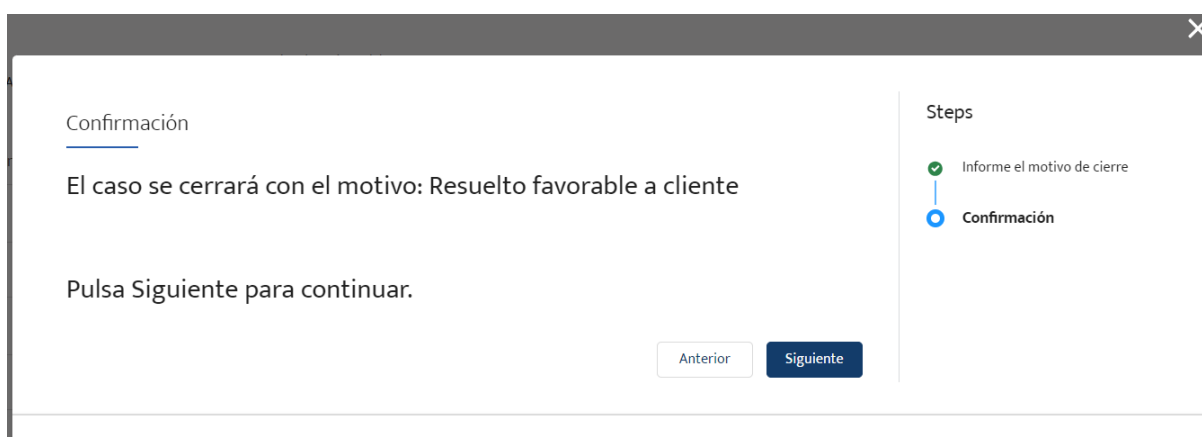 Confirmación
El caso se cerrará con el motivo: Resuelto favorable a cliente
Pulsa Siguiente para continuar.
Anterior
Siguiente
Steps
Informe el motivo de cierre
Confirmación